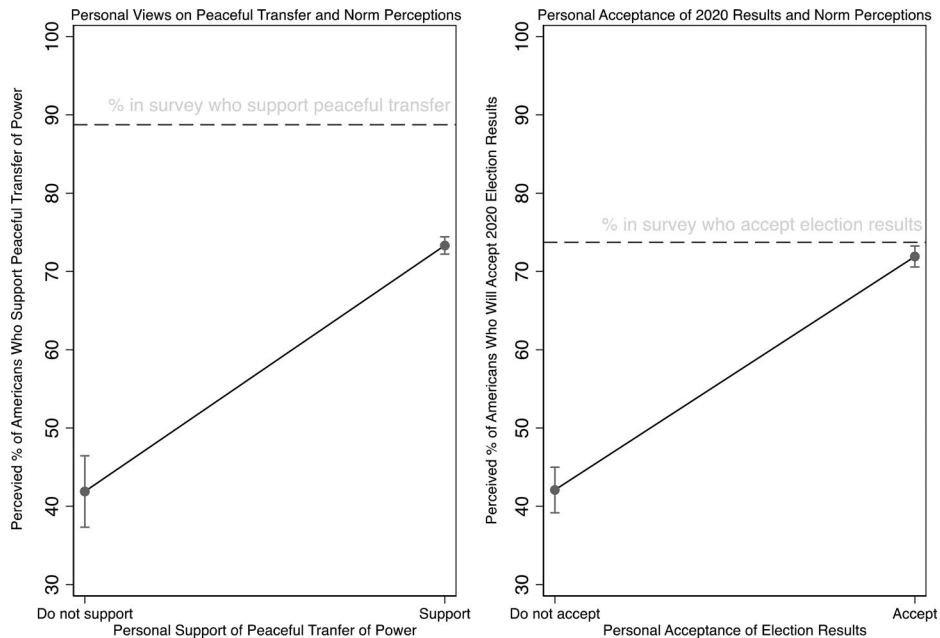 Personal Views on Peaceful Transfer and Norm Perceptions
Percevied % of Americans Who Support Peaceful Transfer of Power
100
90
80
70
60
50
40
30
% in survey who support peaceful transfer
Do not support
Support
Personal Support of Peaceful Tranfer of Power
Personal Acceptance of 2020 Results and Norm Perceptions
Perceived % of Americans Who Will Accept 2020 Election Results
100
90
80
70
60
50
40
30
% in survey who accept election results
Do not accept
Accept
Personal Acceptance of Election Results